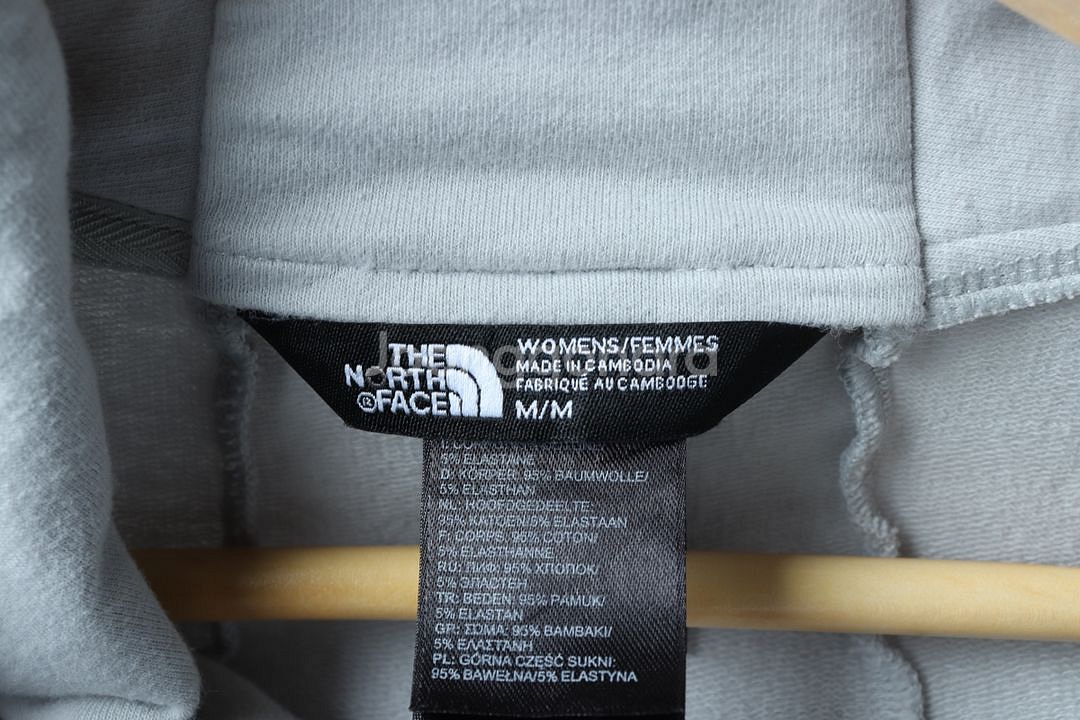 THE
NORTH
FACE
WOMENS/FEMMES
MADE IN CAMBODIA
FABRIQUÉ AU CAMBODGE
M/M
5% ELASTANE
D: KÖRPER: 95% BAUMWOLLE/
5% ELASTHAN
NL: HOOFDGEDEELTE:
95% KATOEN/5% ELASTAAN
F: CORPS: 95% COTON/
5% ÉLASTHANNE
RU: ЛИФ: 95% ХЛОПОК/
5% ЭЛАСТЕН
TR: BEDEN: 95% PAMUK/
5% ELASTAN
GR: ΣΩΜΑ: 95% ΒΑΜΒΑΚΙ/
5% ΕΛΑΣΤΑΝΗ
PL: GÓRNA CZĘŚĆ SUKNI:
95% BAWEŁNA/5% ELASTYNA